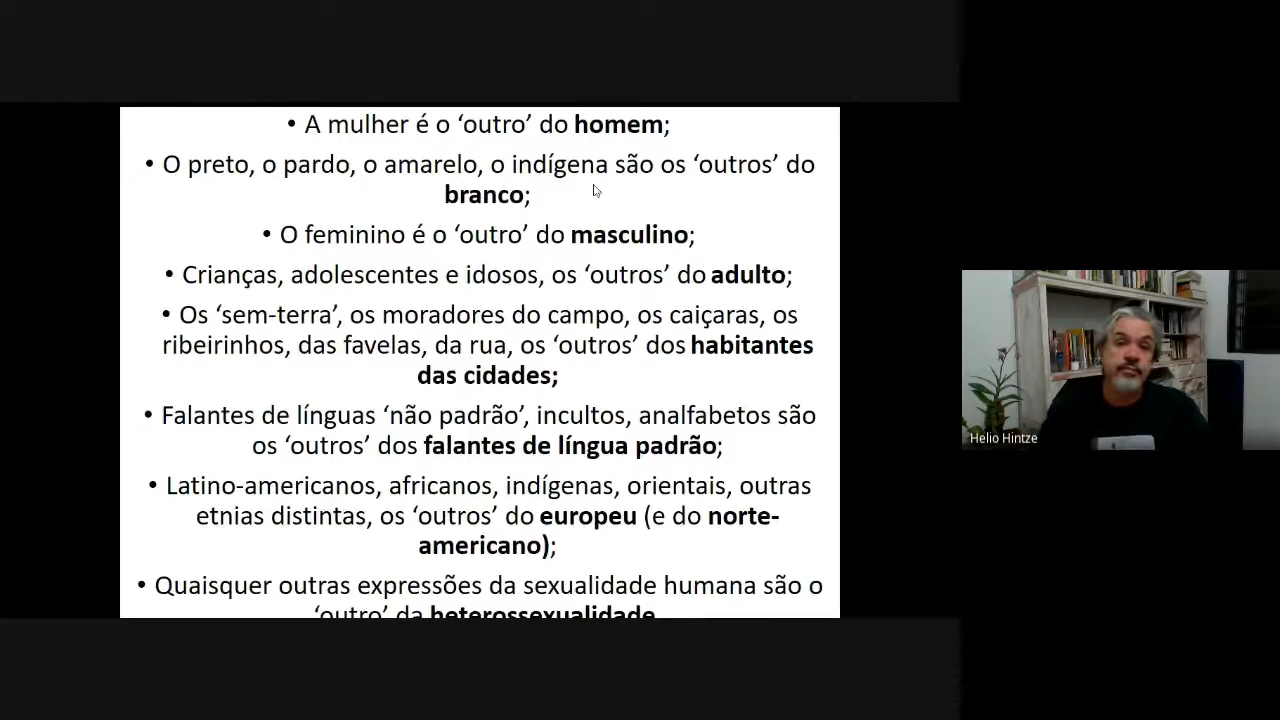 • A mulher é o ‘outro’ do homem;
• O preto, o pardo, o amarelo, o indígena são os ‘outros’ do
branco;
• O feminino é o ‘outro’ do masculino;
• Crianças, adolescentes e idosos, os ‘outros’ do adulto;
• Os ‘sem-terra’, os moradores do campo, os caiçaras, os
ribeirinhos, das favelas, da rua, os ‘outros’ dos habitantes
das cidades;
• Falantes de línguas ‘não padrão’, incultos, analfabetos são
os ‘outros’ dos falantes de língua padrão;
• Latino-americanos, africanos, indígenas, orientais, outras
etnias distintas, os ‘outros’ do europeu (e do norte-
americano);
• Quaisquer outras expressões da sexualidade humana são o
‘outro’ da heterossexualidade
Helio Hintze